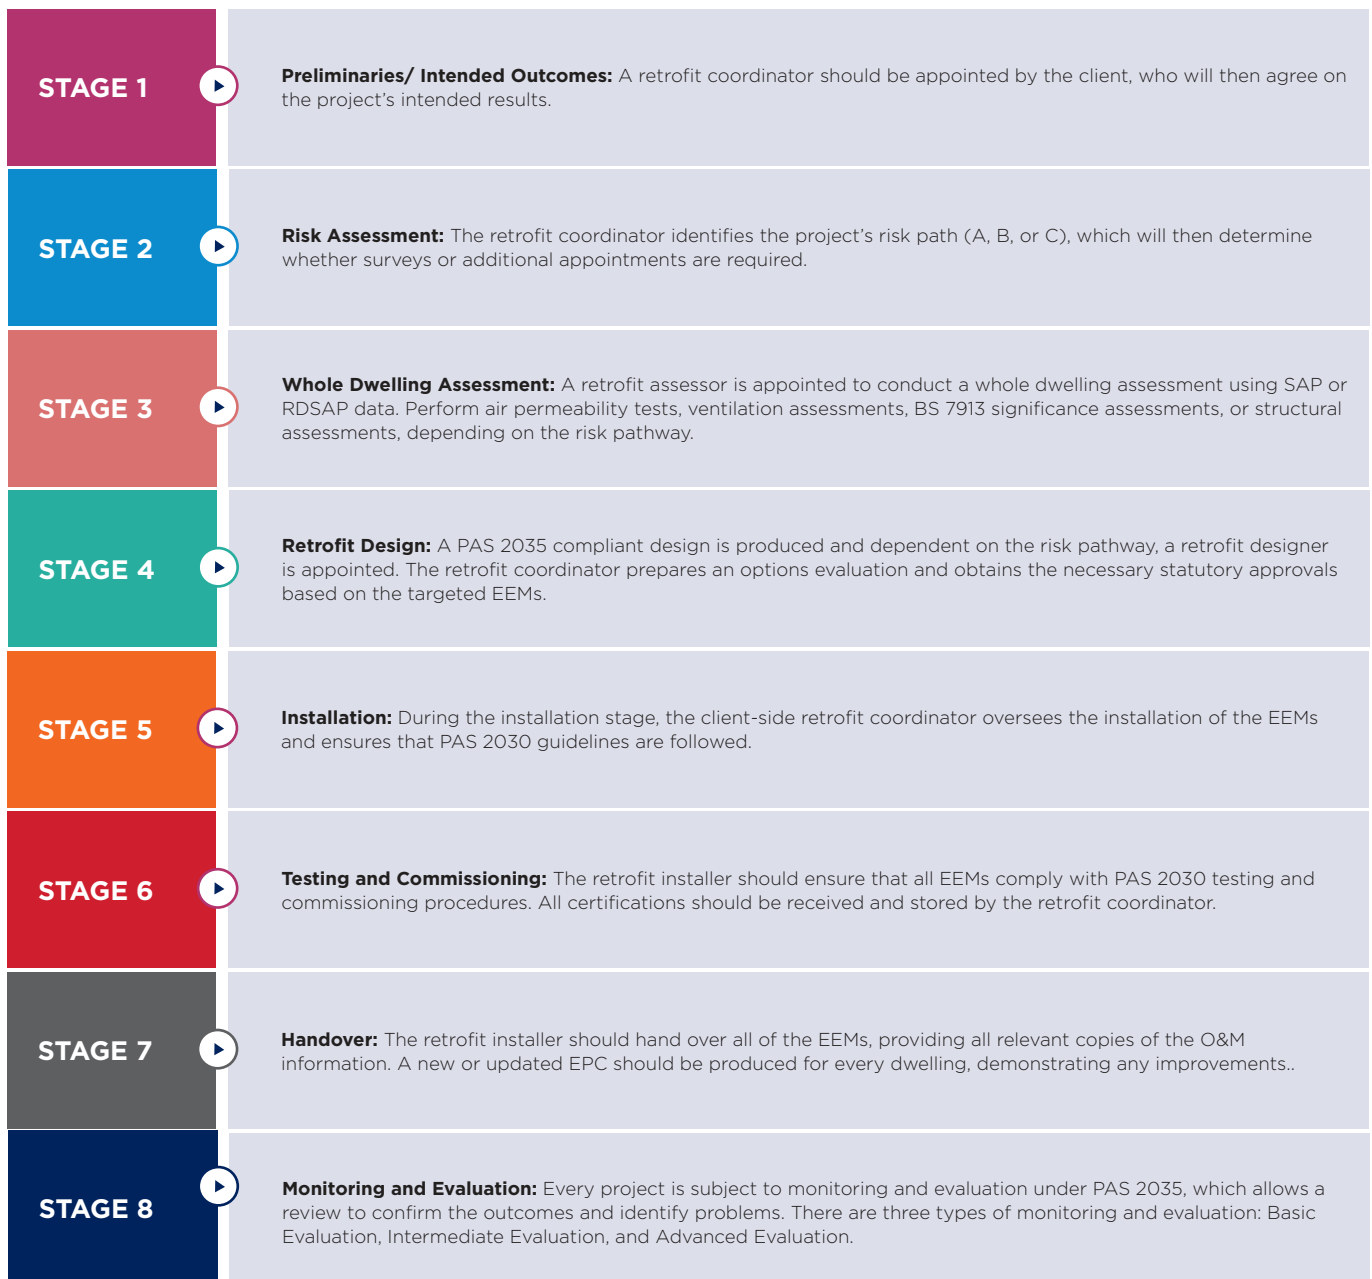 STAGE 1
Preliminaries/ Intended Outcomes: A retrofit coordinator should be appointed by the client, who will then agree on
the project’s intended results.
STAGE 2
Risk Assessment: The retrofit coordinator identifies the project’s risk path (A, B, or C), which will then determine
whether surveys or additional appointments are required.
STAGE 3
Whole Dwelling Assessment: A retrofit assessor is appointed to conduct a whole dwelling assessment using SAP or
RDSAP data. Perform air permeability tests, ventilation assessments, BS 7913 significance assessments, or structural
assessments, depending on the risk pathway.
STAGE 4
Retrofit Design: A PAS 2035 compliant design is produced and dependent on the risk pathway, a retrofit designer
is appointed. The retrofit coordinator prepares an options evaluation and obtains the necessary statutory approvals
based on the targeted EEMs.
STAGE 5
Installation: During the installation stage, the client-side retrofit coordinator oversees the installation of the EEMs
and ensures that PAS 2030 guidelines are followed.
STAGE 6
Testing and Commissioning: The retrofit installer should ensure that all EEMs comply with PAS 2030 testing and
commissioning procedures. All certifications should be received and stored by the retrofit coordinator.
STAGE 7
Handover: The retrofit installer should hand over all of the EEMs, providing all relevant copies of the O&M
information. A new or updated EPC should be produced for every dwelling, demonstrating any improvements..
STAGE 8
Monitoring and Evaluation: Every project is subject to monitoring and evaluation under PAS 2035, which allows a
review to confirm the outcomes and identify problems. There are three types of monitoring and evaluation: Basic
Evaluation, Intermediate Evaluation, and Advanced Evaluation.